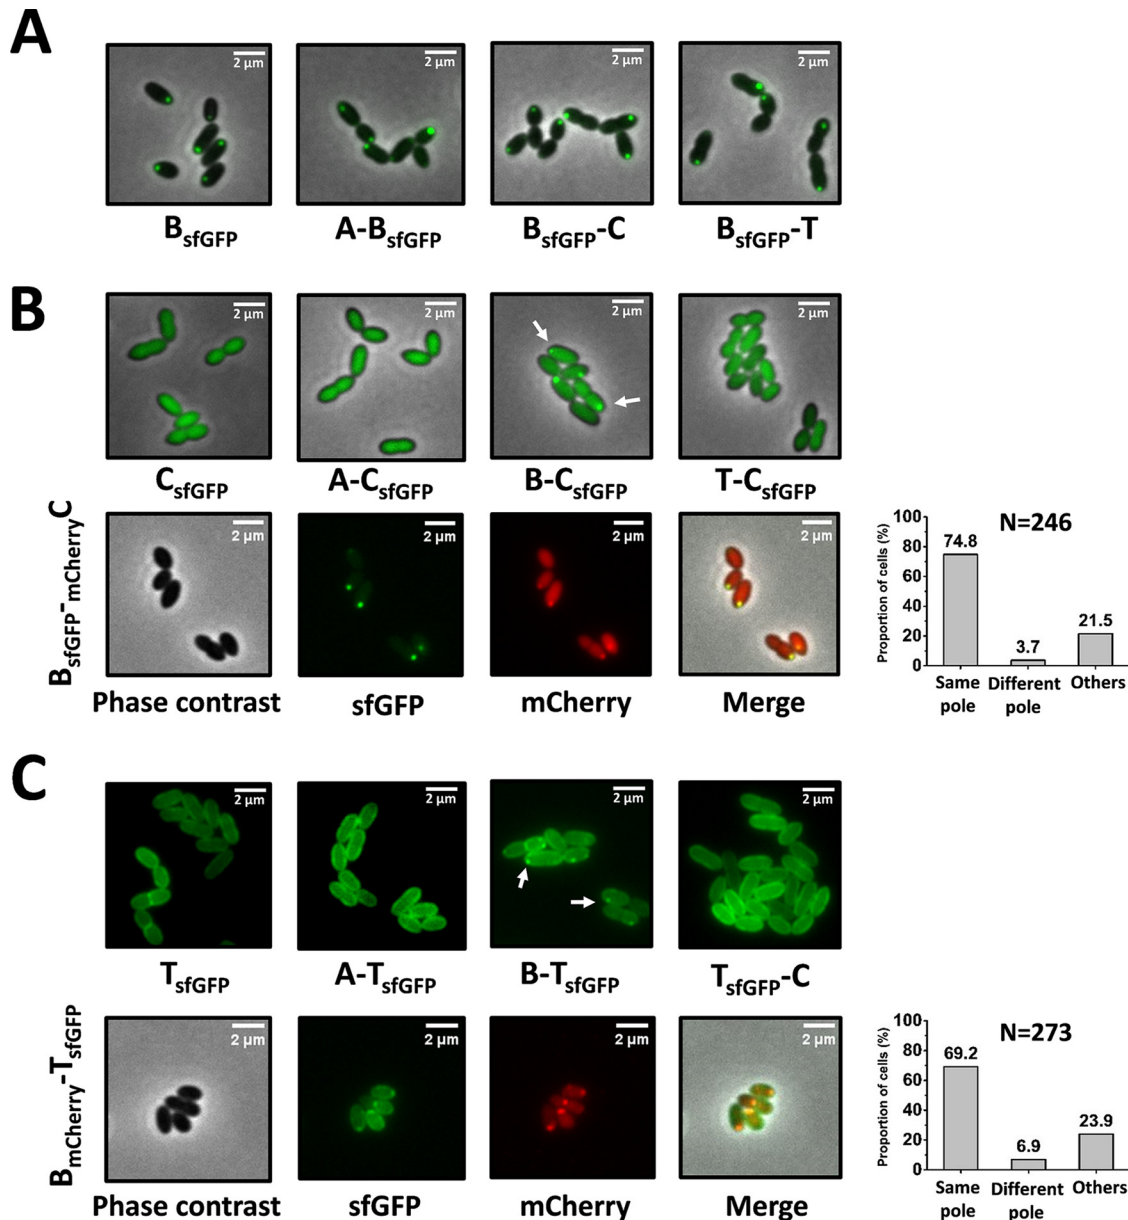 A
2 µm 2 µm 2 µm 2 µm
BsfGFP A-BsfGFP BsfGFP-C BsfGFP-T
B
2 µm 2 µm 2 µm 2 µm
CsfGFP A-CsfGFP B-CsfGFP T-CsfGFP
BsfGFP-mCherryC
2 µm 2 µm 2 µm 2 µm
Phase contrast sfGFP mCherry Merge
N=246
Proportion of cells (%)
100
80
60
40
20
0
74.8
3.7
21.5
Same pole
Different pole
Others
C
2 µm 2 µm 2 µm 2 µm
TsfGFP A-TsfGFP B-TsfGFP TsfGFP-C
BmCherry-TsfGFP
2 µm 2 µm 2 µm 2 µm
Phase contrast sfGFP mCherry Merge
N=273
Proportion of cells (%)
100
80
60
40
20
0
69.2
6.9
23.9
Same pole
Different pole
Others